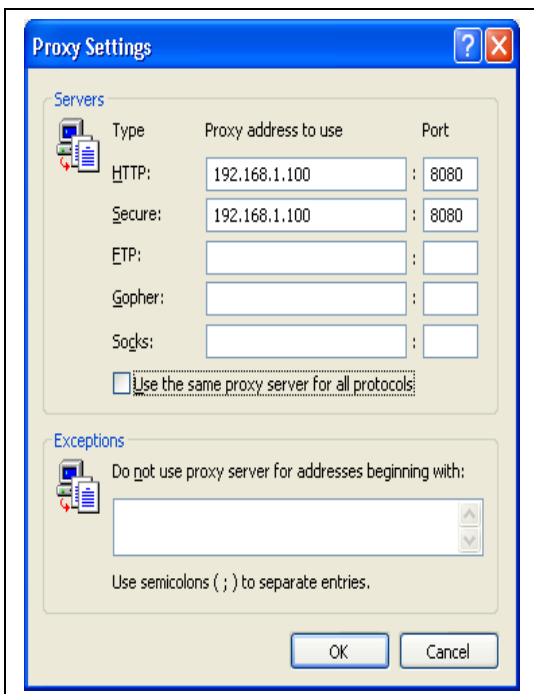 Proxy Settings
Servers
Type Proxy address to use Port
HTTP: 192.168.1.100 : 8080
Secure: 192.168.1.100 : 8080
FTP: :
Gopher: :
Socks: :
Use the same proxy server for all protocols
Exceptions
Do not use proxy server for addresses beginning with:
Use semicolons ( ; ) to separate entries.
OK Cancel